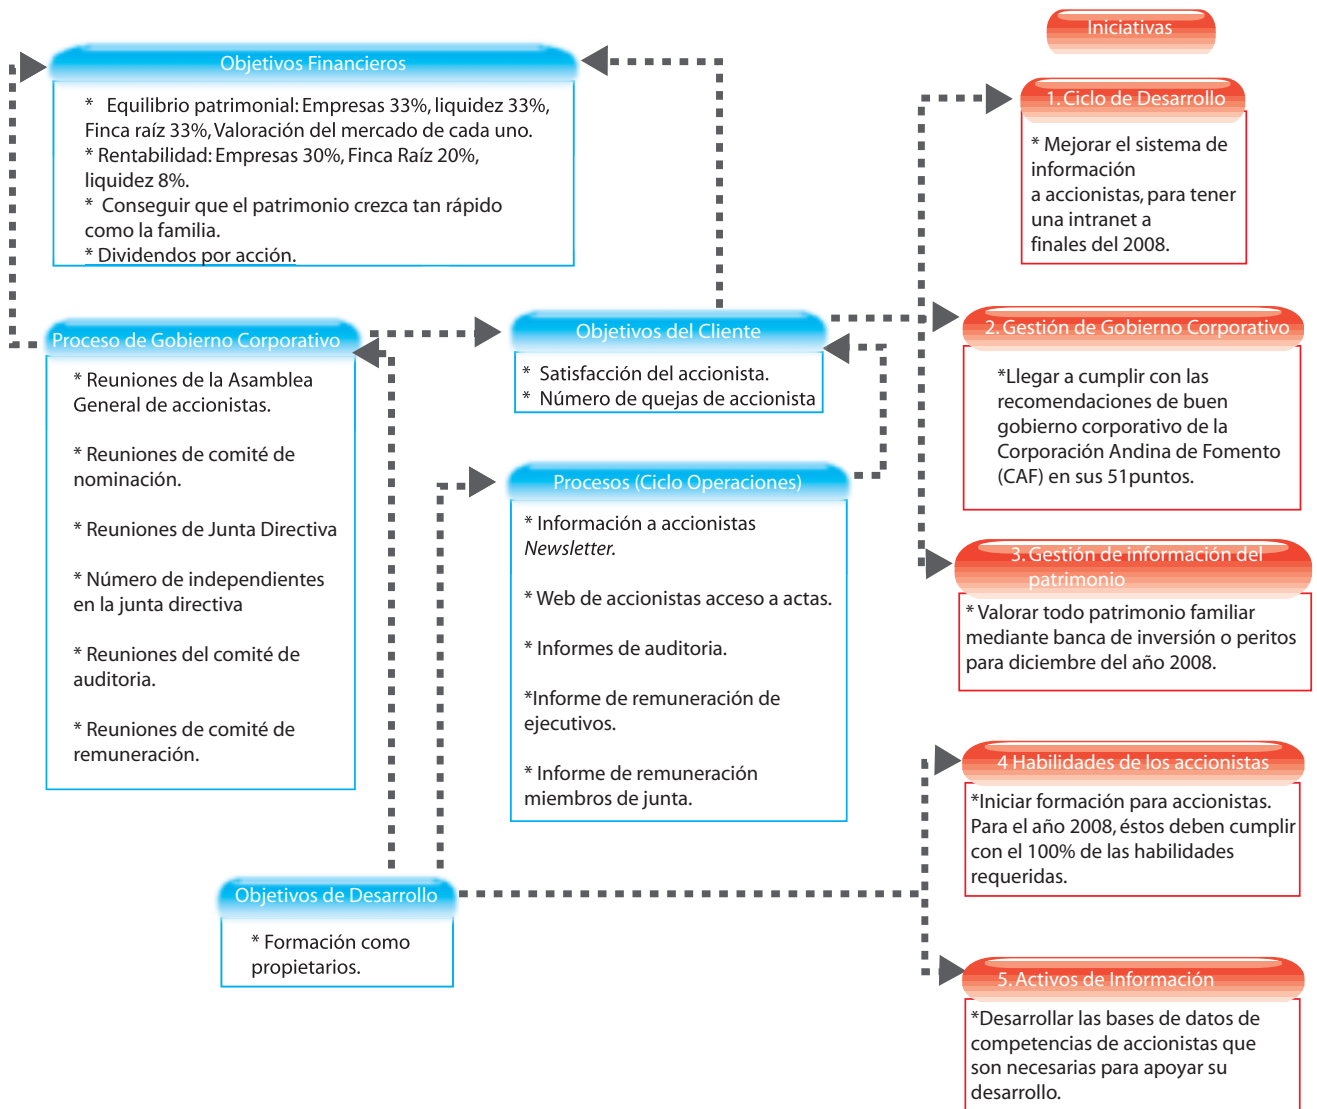 Iniciativas
Objetivos Financieros
* Equilibrio patrimonial: Empresas 33%, liquidez 33%,
Finca raíz 33%, Valoración del mercado de cada uno.
* Rentabilidad: Empresas 30%, Finca Raíz 20%,
liquidez 8%.
* Conseguir que el patrimonio crezca tan rápido
como la familia.
* Dividendos por acción.
1. Ciclo de Desarrollo
* Mejorar el sistema de
información
a accionistas, para tener
una intranet a
finales del 2008.
Proceso de Gobierno Corporativo
* Reuniones de la Asamblea
General de accionistas.
* Reuniones de comité de
nominación.
* Reuniones de Junta Directiva
* Número de independientes
en la junta directiva
* Reuniones del comité de
auditoria.
* Reuniones de comité de
remuneración.
Objetivos del Cliente
* Satisfacción del accionista.
* Número de quejas de accionista
2. Gestión de Gobierno Corporativo
*Llegar a cumplir con las
recomendaciones de buen
gobierno corporativo de la
Corporación Andina de Fomento
(CAF) en sus 51puntos.
Procesos (Ciclo Operaciones)
* Información a accionistas
Newsletter.
* Web de accionistas acceso a actas.
* Informes de auditoria.
*Informe de remuneración de
ejecutivos.
* Informe de remuneración
miembros de junta.
3. Gestión de información del
patrimonio
* Valorar todo patrimonio familiar
mediante banca de inversión o peritos
para diciembre del año 2008.
4 Habilidades de los accionistas
*Iniciar formación para accionistas.
Para el año 2008, éstos deben cumplir
con el 100% de las habilidades
requeridas.
Objetivos de Desarrollo
* Formación como
propietarios.
5. Activos de Información
*Desarrollar las bases de datos de
competencias de accionistas que
son necesarias para apoyar su
desarrollo.